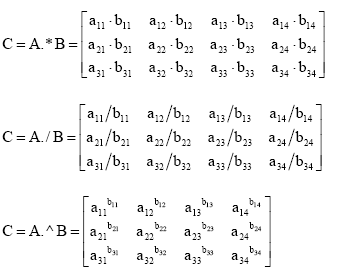 a₁₁ · b₁₁ a₁₂ · b₁₂ a₁₃ · b₁₃ a₁₄ · b₁₄
C = A.* B = a₂₁ · b₂₁ a₂₂ · b₂₂ a₂₃ · b₂₃ a₂₄ · b₂₄
a₃₁ · b₃₁ a₃₂ · b₃₂ a₃₃ · b₃₃ a₃₄ · b₃₄
a₁₁/b₁₁ a₁₂/b₁₂ a₁₃/b₁₃ a₁₄/b₁₄
C = A./ B = a₂₁/b₂₁ a₂₂/b₂₂ a₂₃/b₂₃ a₂₄/b₂₄
a₃₁/b₃₁ a₃₂/b₃₂ a₃₃/b₃₃ a₃₄/b₃₄
a₁₁^b₁₁ a₁₂^b₁₂ a₁₃^b₁₃ a₁₄^b₁₄
C = A.^ B = a₂₁^b₂₁ a₂₂^b₂₂ a₂₃^b₂₃ a₂₄^b₂₄
a₃₁^b₃₁ a₃₂^b₃₂ a₃₃^b₃₃ a₃₄^b₃₄